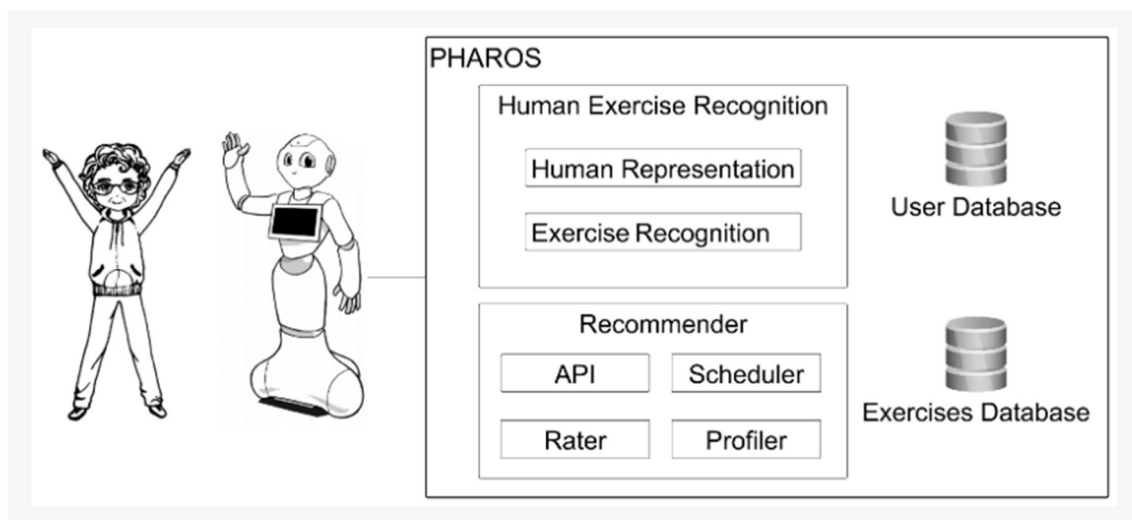 PHAROS
Human Exercise Recognition
Human Representation
Exercise Recognition
User Database
Recommender
API
Scheduler
Rater
Profiler
Exercises Database